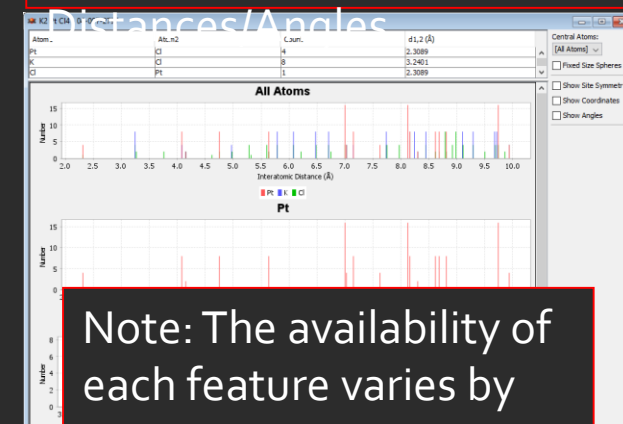 Distances/Angles
K2 Pt Cl4
d1,2 (Å)
Pt Cl 4 2.3089
K Cl 8 3.2401
Cl Pt 1 2.3089
Central Atoms:
[All Atoms]
Fixed Size Spheres
Show Site Symmetr
Show Coordinates
Show Angles
All Atoms
Number
15
10
5
0
2.0 2.5 3.0 3.5 4.0 4.5 5.0 5.5 6.0 6.5 7.0 7.5 8.0 8.5 9.0 9.5 10.0
Interatomic Distance (Å)
Pt K Cl
Pt
Number
15
10
5
0
Number
8
6
4
2
0
Note: The availability of
each feature varies by